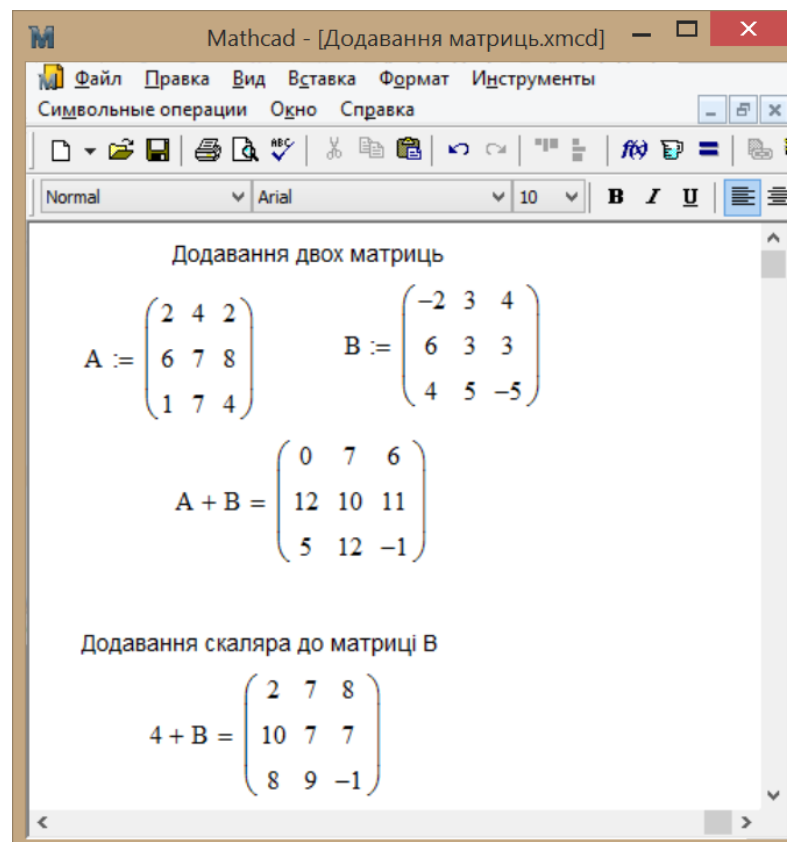 Mathcad - [Додавання матриць.xmcd]
Файл Правка Вид Вставка Формат Инструменты
Символьные операции Окно Справка
ABC f(x)
Normal Arial 10 B I U
Додавання двох матриць
A := (2 4 2
6 7 8
1 7 4)
B := (−2 3 4
6 3 3
4 5 −5)
A + B = (0 7 6
12 10 11
5 12 −1)
Додавання скаляра до матриці В
4 + B = (2 7 8
10 7 7
8 9 −1)